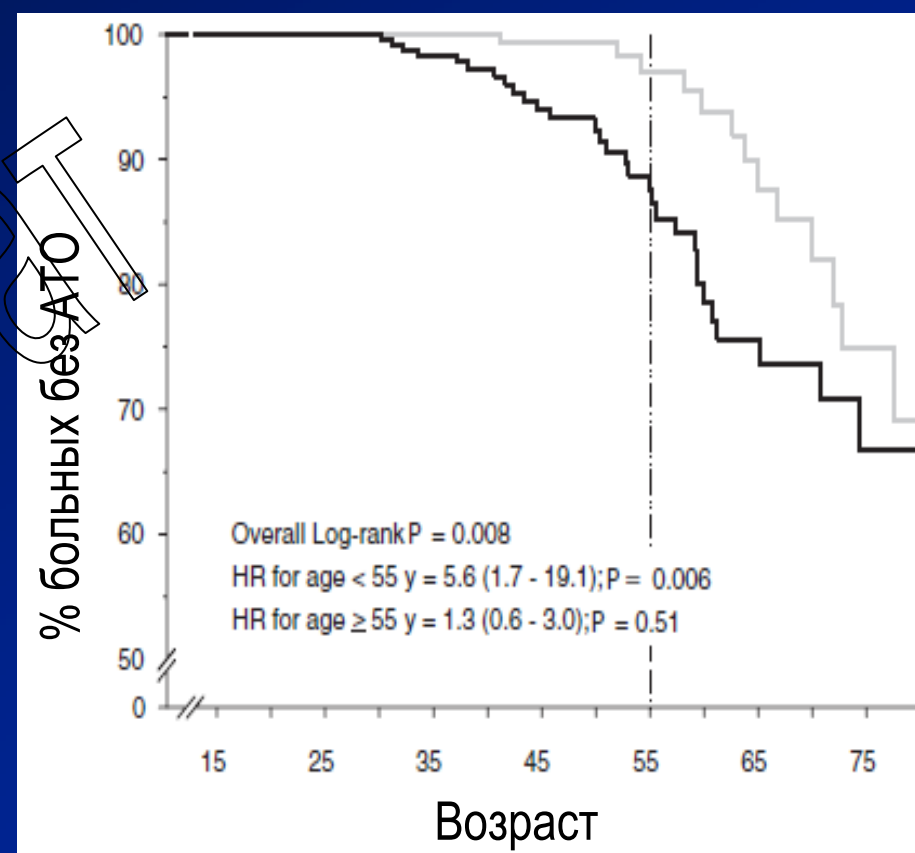 100
90
80
70
60
50
0
% больных без АТО
Overall Log-rank P = 0.008
HR for age < 55 y = 5.6 (1.7 - 19.1);P = 0.006
HR for age ≥ 55 y = 1.3 (0.6 - 3.0);P = 0.51
15 25 35 45 55 65 75
Возраст